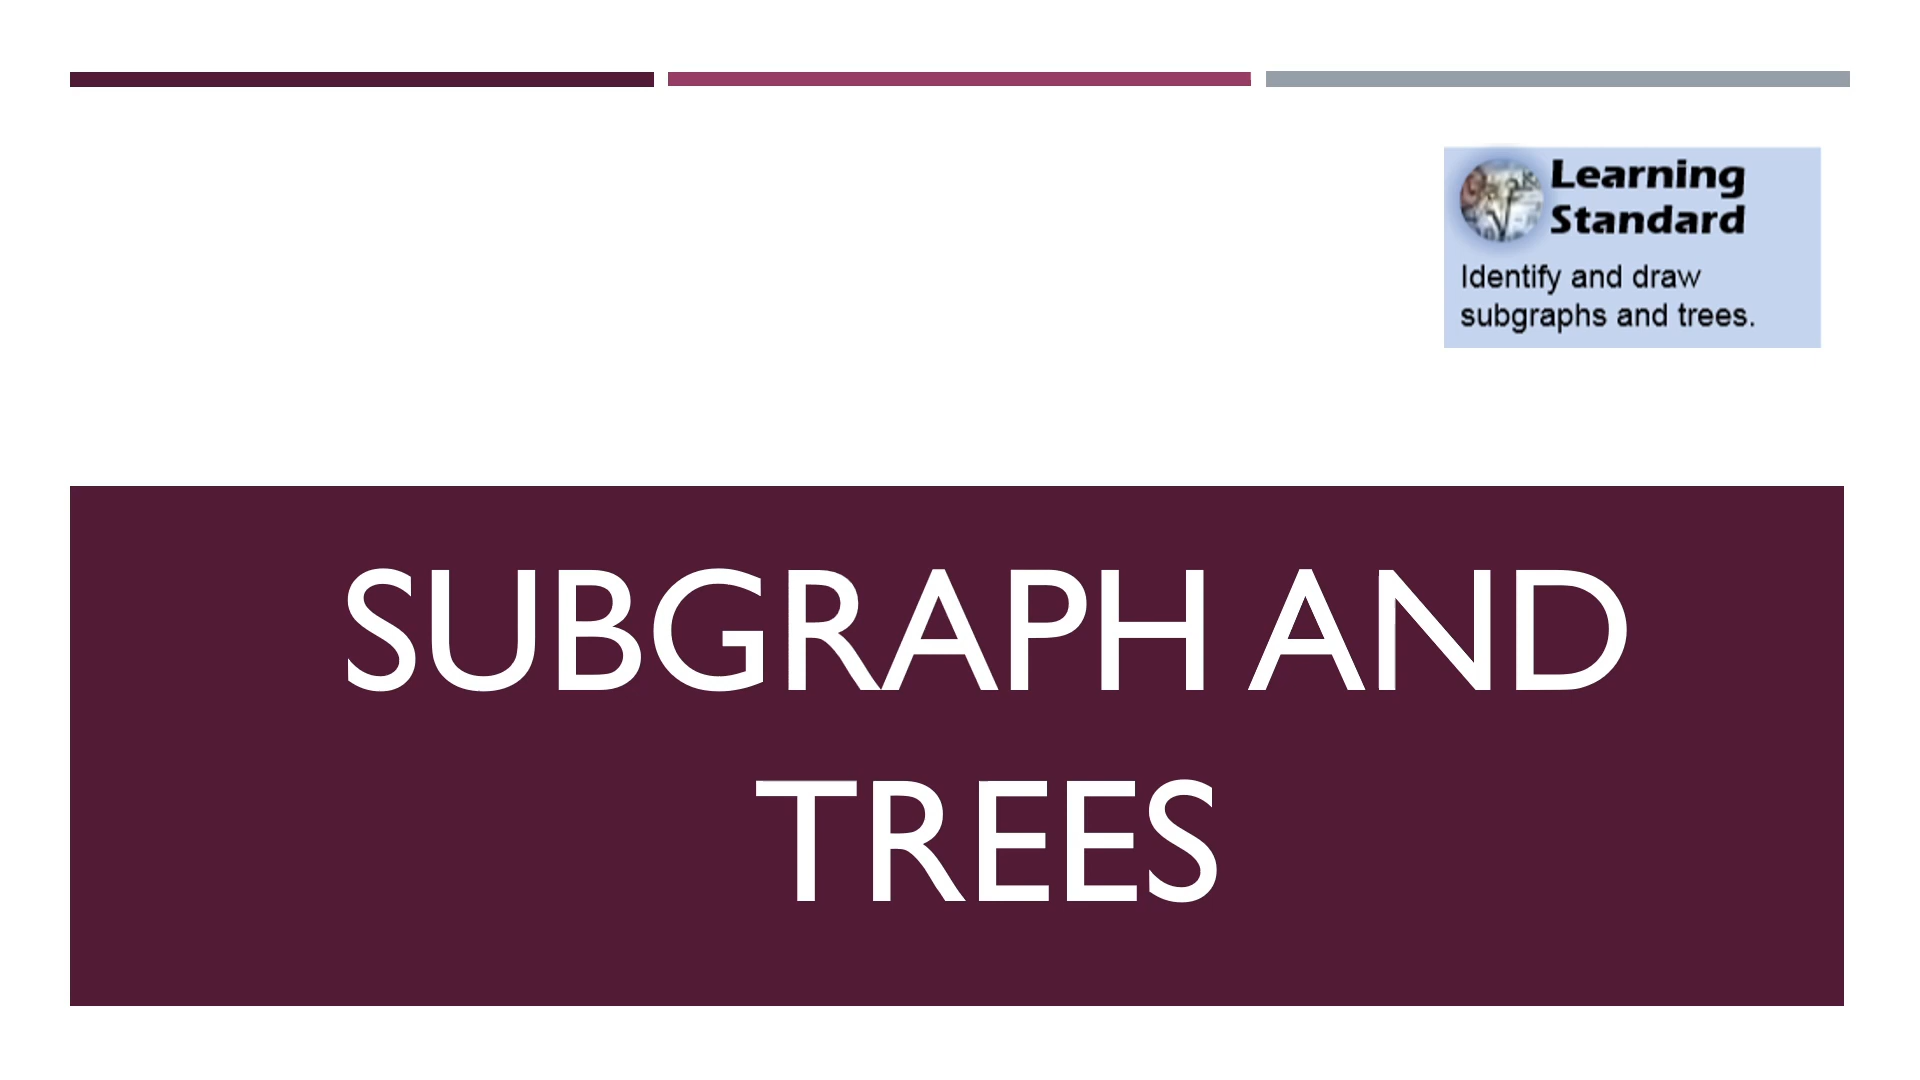 Learning
Standard
Identify and draw
subgraphs and trees.
SUBGRAPH AND
TREES